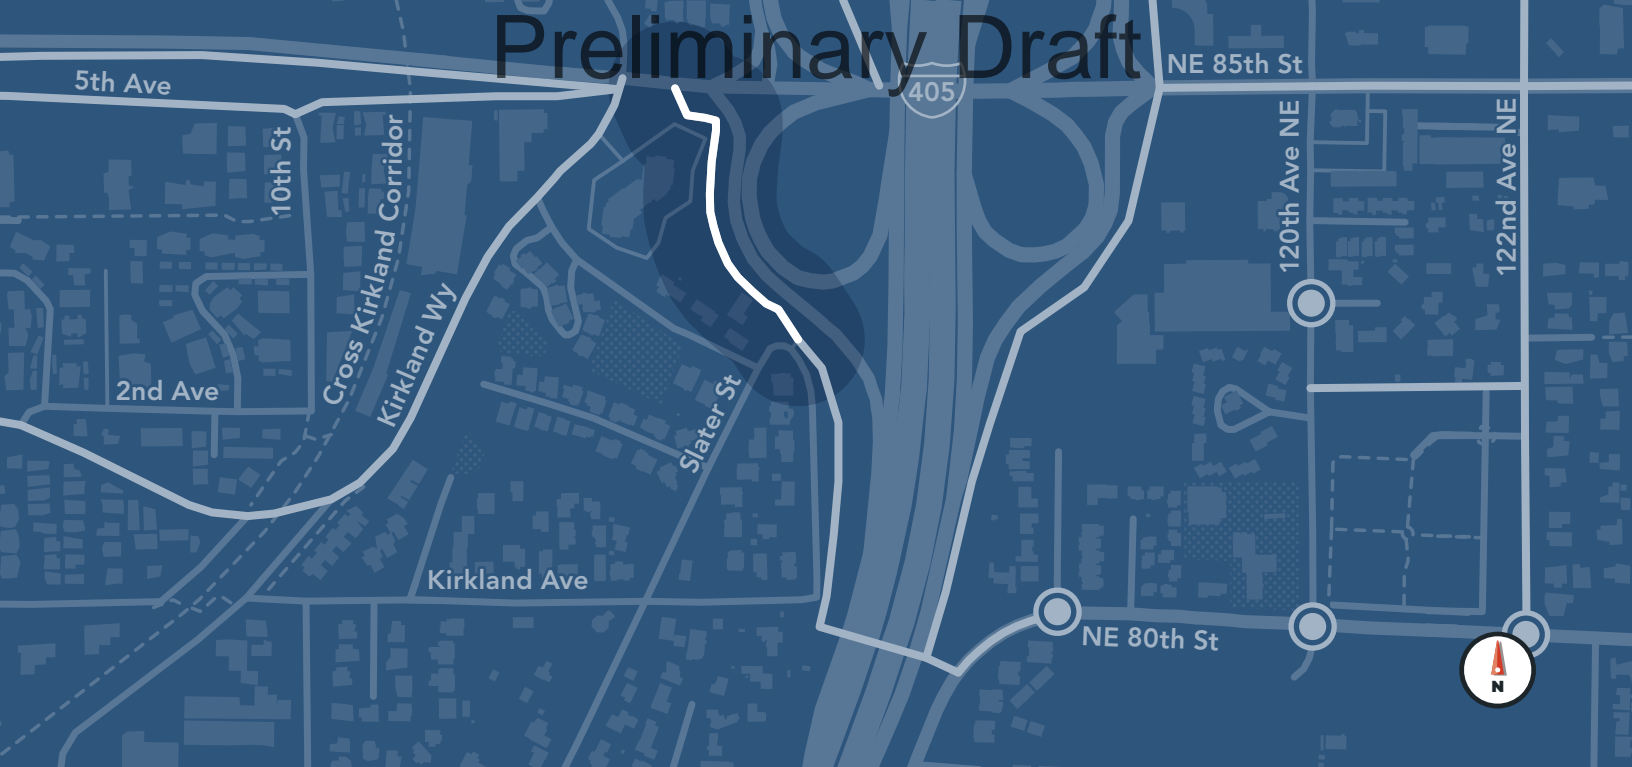 Preliminary Draft
NE 85th St
405
5th Ave
10th St
Cross Kirkland Corridor
Kirkland Wy
120th Ave NE
122nd Ave NE
2nd Ave
Slater St
Kirkland Ave
NE 80th St
N